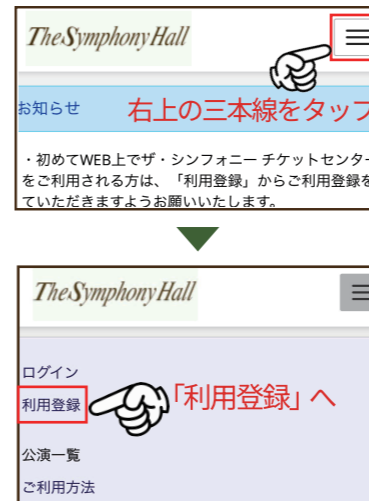 The Symphony Hall
お知らせ
右上の三本線をタップ
・初めてWEB上でザ・シンフォニー チケットセンター
をご利用される方は、「利用登録」からご利用登録を
ていただきますようお願いいたします。
The Symphony Hall
ログイン
利用登録
「利用登録」へ
公演一覧
ご利用方法